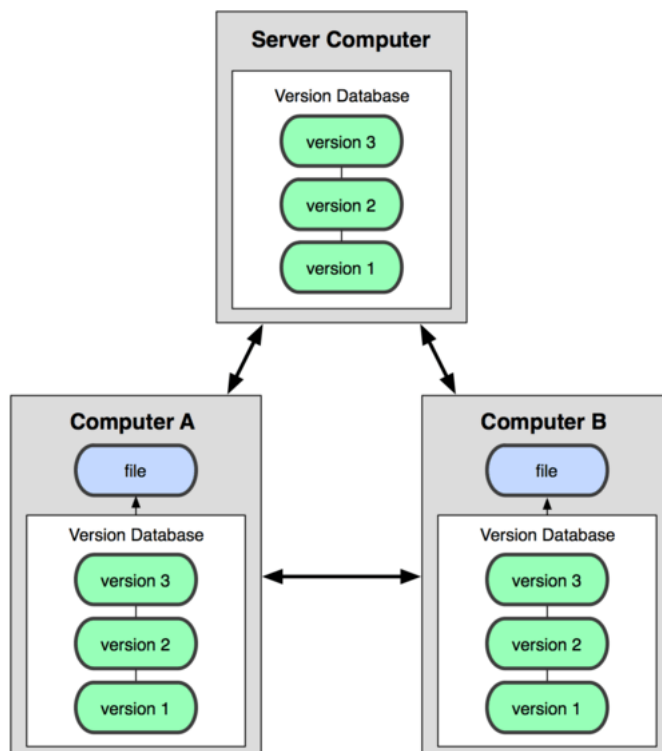 Server Computer
Version Database
version 3
version 2
version 1
Computer A
file
Version Database
version 3
version 2
version 1
Computer B
file
Version Database
version 3
version 2
version 1